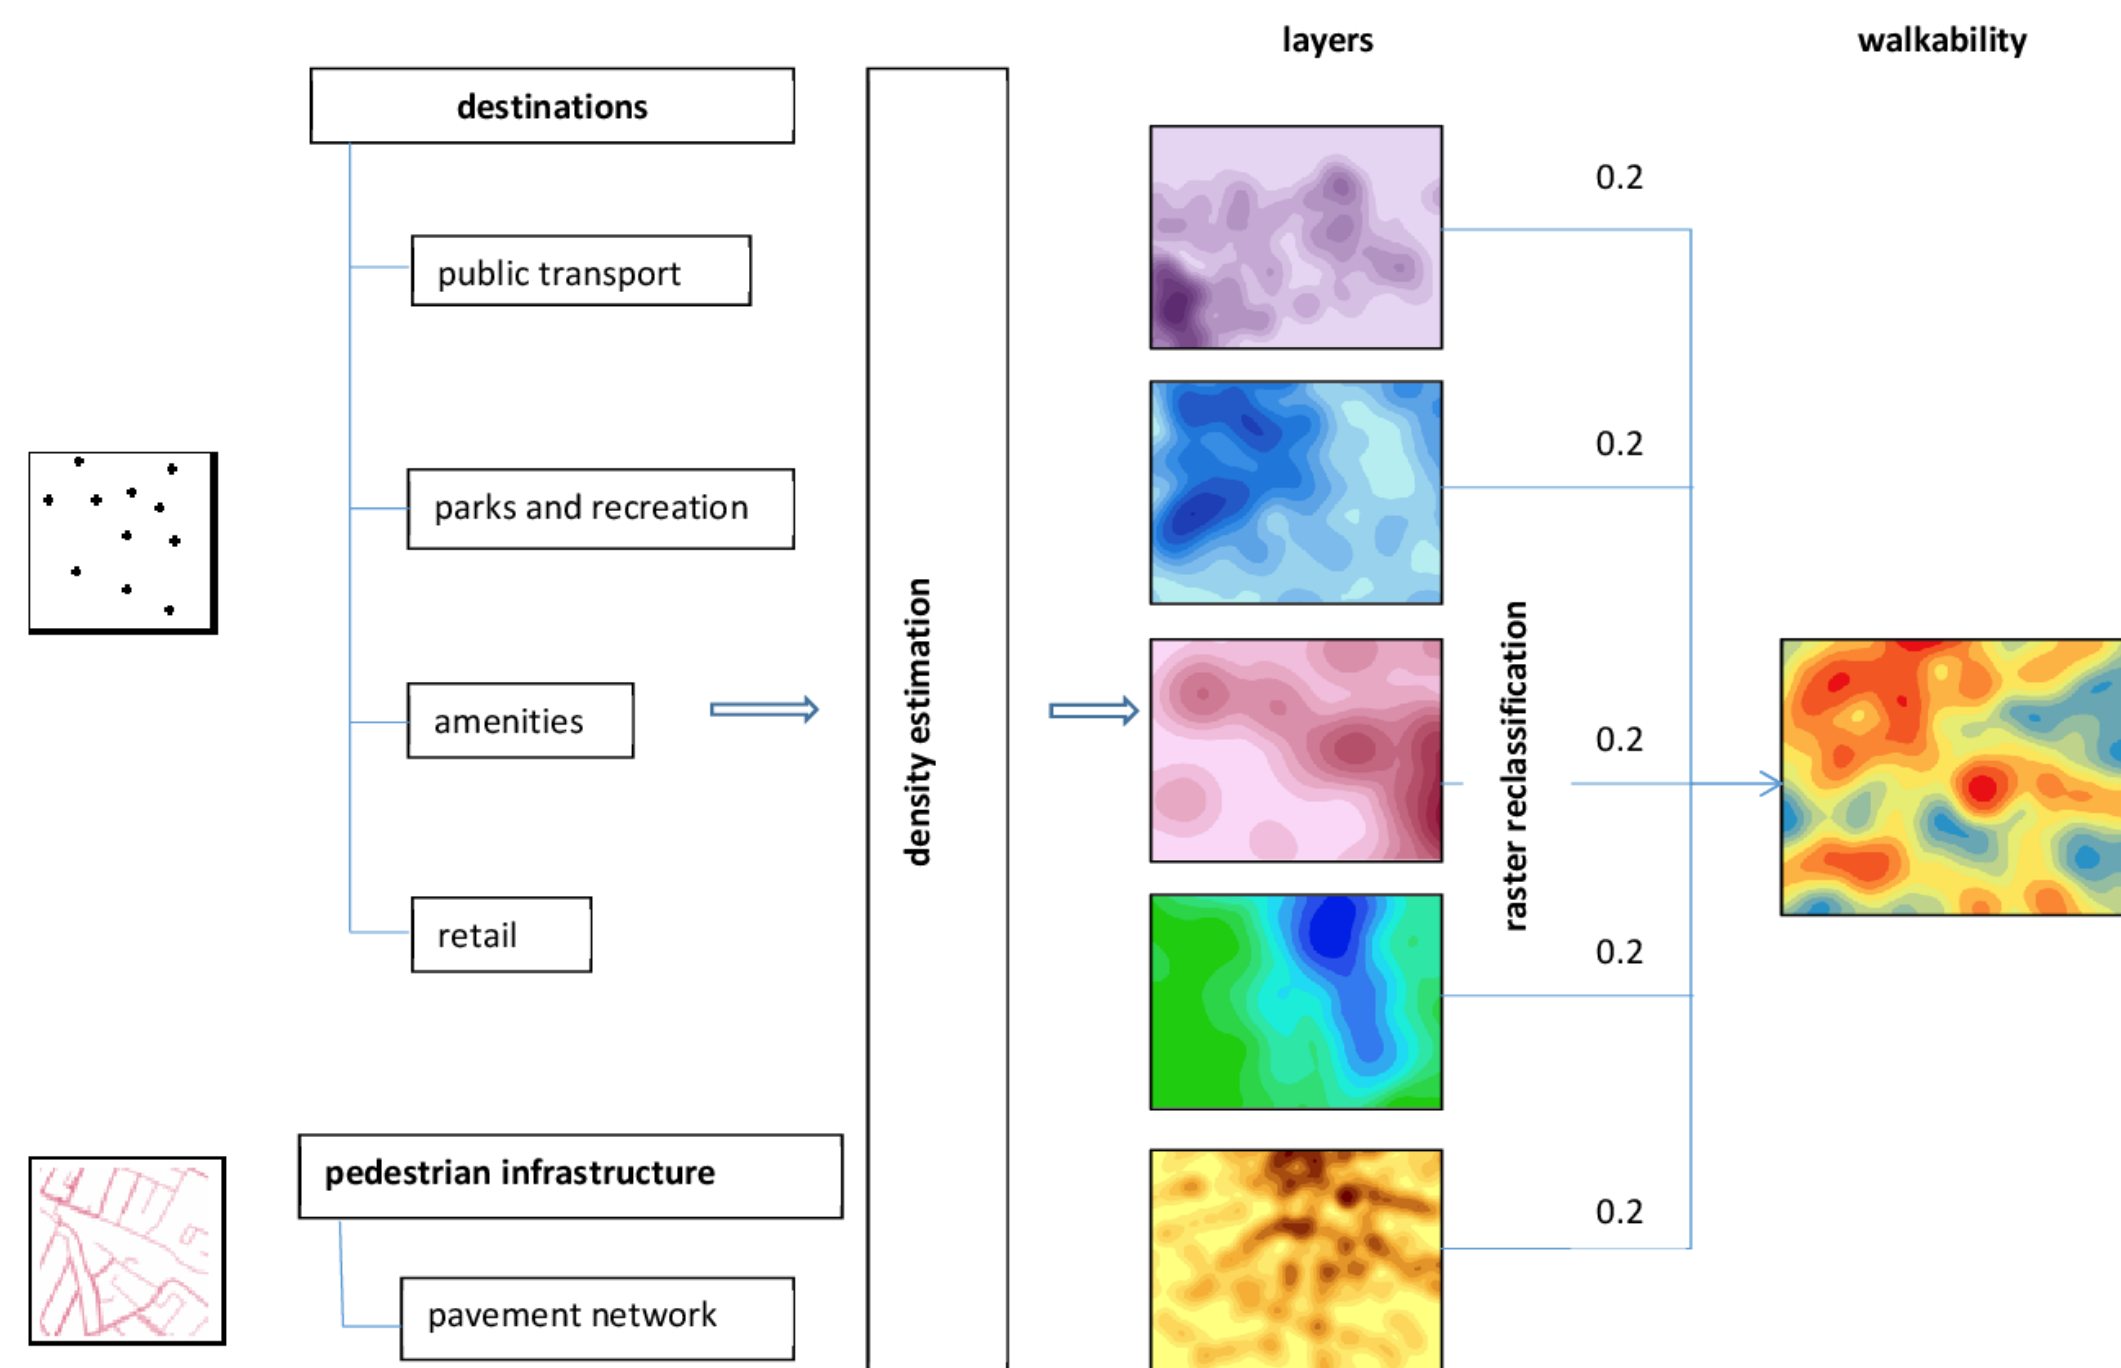 layers
walkability
destinations
public transport
parks and recreation
amenities
retail
pedestrian infrastructure
pavement network
density estimation
raster reclassification
0.2
0.2
0.2
0.2
0.2